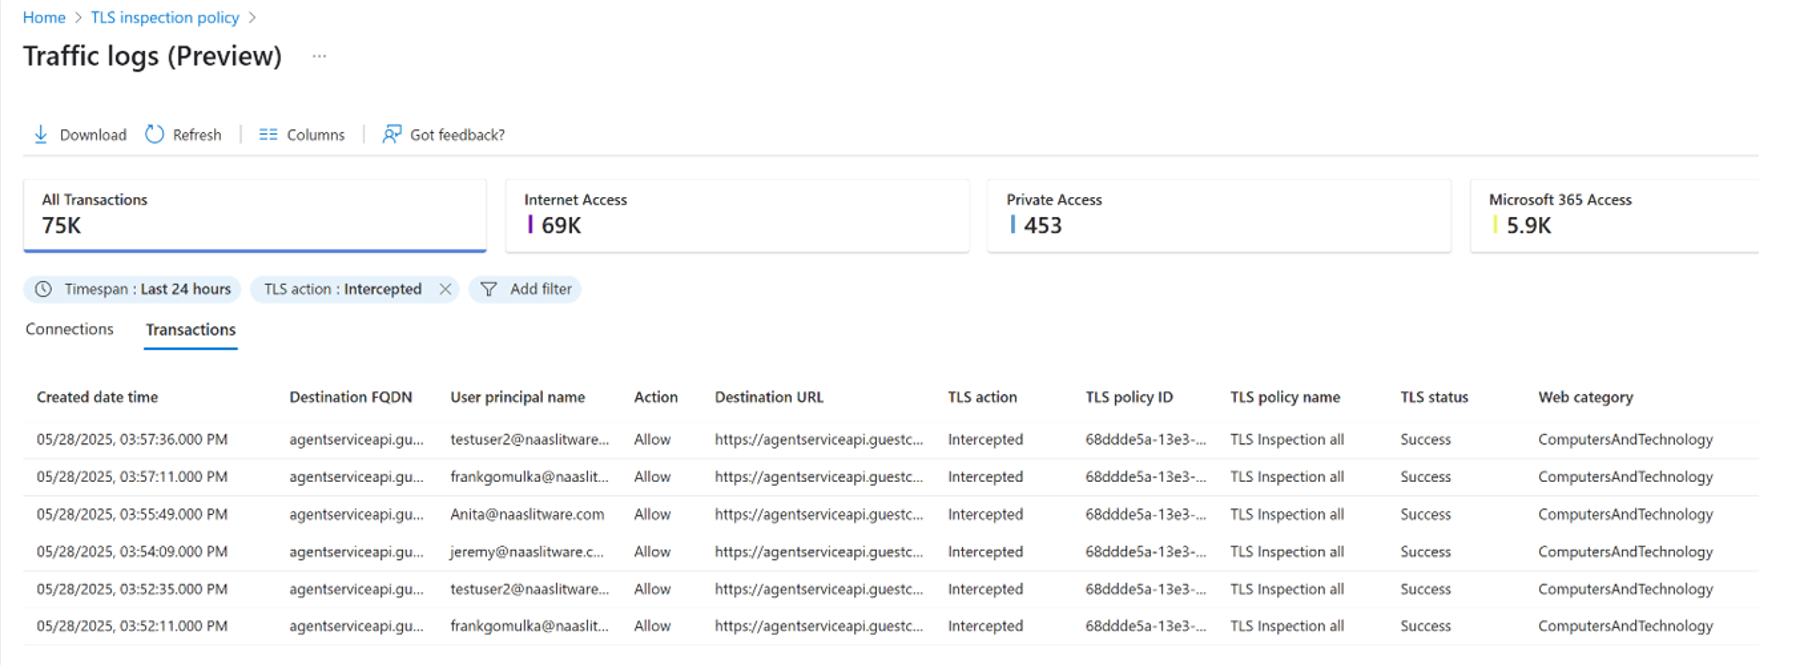 Home > TLS inspection policy >
Traffic logs (Preview) ...
Download Refresh | Columns | Got feedback?
All Transactions Internet Access Private Access Microsoft 365 Access
75K 69K 453 5.9K
Timespan : Last 24 hours TLS action : Intercepted × Add filter
Connections Transactions
Created date time Destination FQDN User principal name Action Destination URL TLS action TLS policy ID TLS policy name TLS status Web category
05/28/2025, 03:57:36.000 PM agentserviceapi.gu... testuser2@naaslitware... Allow https://agentserviceapi.guestc... Intercepted 68ddde5a-13e3-... TLS Inspection all Success ComputersAndTechnology
05/28/2025, 03:57:11.000 PM agentserviceapi.gu... frankgomulka@naaslit... Allow https://agentserviceapi.guestc... Intercepted 68ddde5a-13e3-... TLS Inspection all Success ComputersAndTechnology
05/28/2025, 03:55:49.000 PM agentserviceapi.gu... Anita@naaslitware.com Allow https://agentserviceapi.guestc... Intercepted 68ddde5a-13e3-... TLS Inspection all Success ComputersAndTechnology
05/28/2025, 03:54:09.000 PM agentserviceapi.gu... jeremy@naaslitware.c... Allow https://agentserviceapi.guestc... Intercepted 68ddde5a-13e3-... TLS Inspection all Success ComputersAndTechnology
05/28/2025, 03:52:35.000 PM agentserviceapi.gu... testuser2@naaslitware... Allow https://agentserviceapi.guestc... Intercepted 68ddde5a-13e3-... TLS Inspection all Success ComputersAndTechnology
05/28/2025, 03:52:11.000 PM agentserviceapi.gu... frankgomulka@naaslit... Allow https://agentserviceapi.guestc... Intercepted 68ddde5a-13e3-... TLS Inspection all Success ComputersAndTechnology